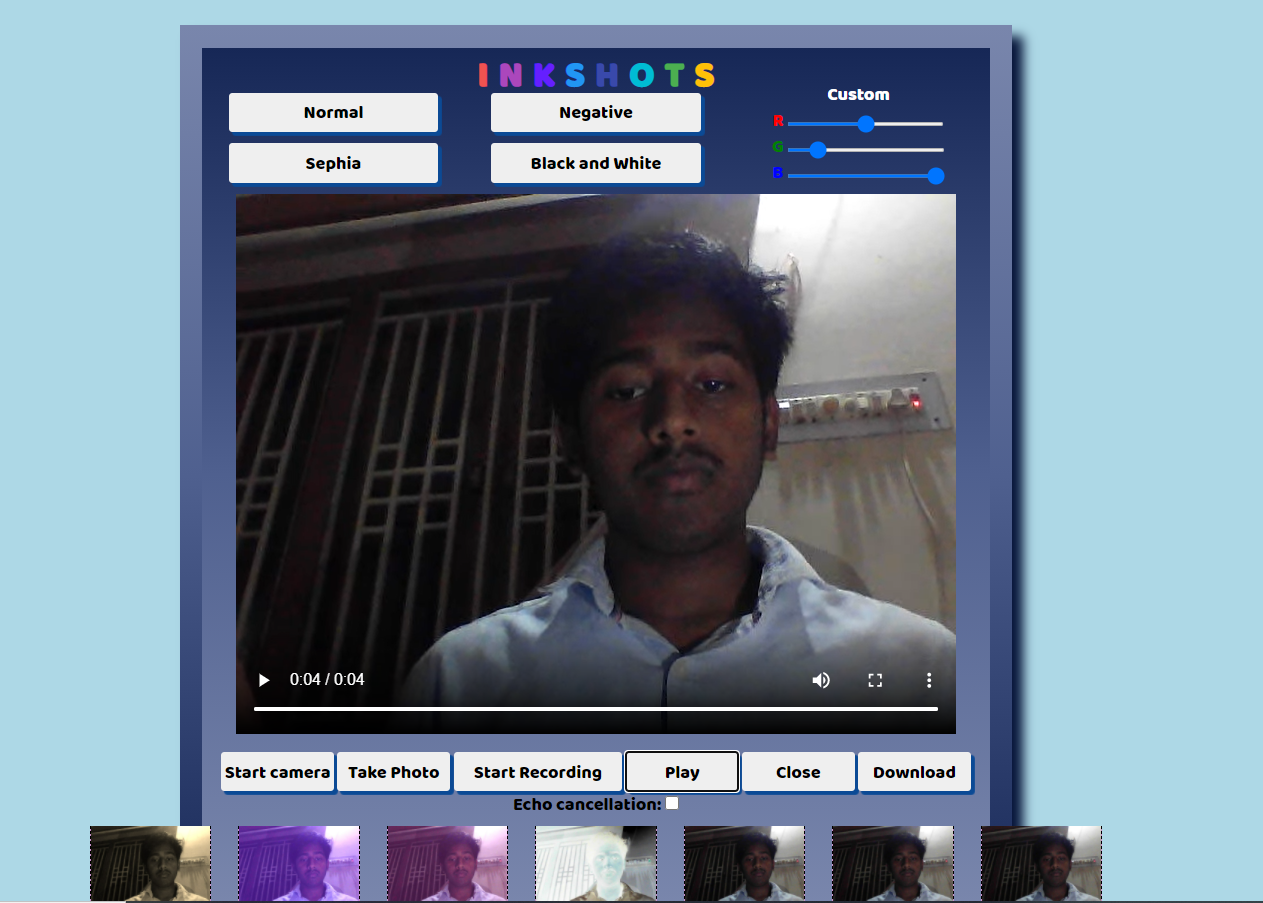 INKSHOTS
Normal
Negative
Custom
R
G
B
Sephia
Black and White
0:04 / 0:04
Start camera
Take Photo
Start Recording
Play
Close
Download
Echo cancellation: